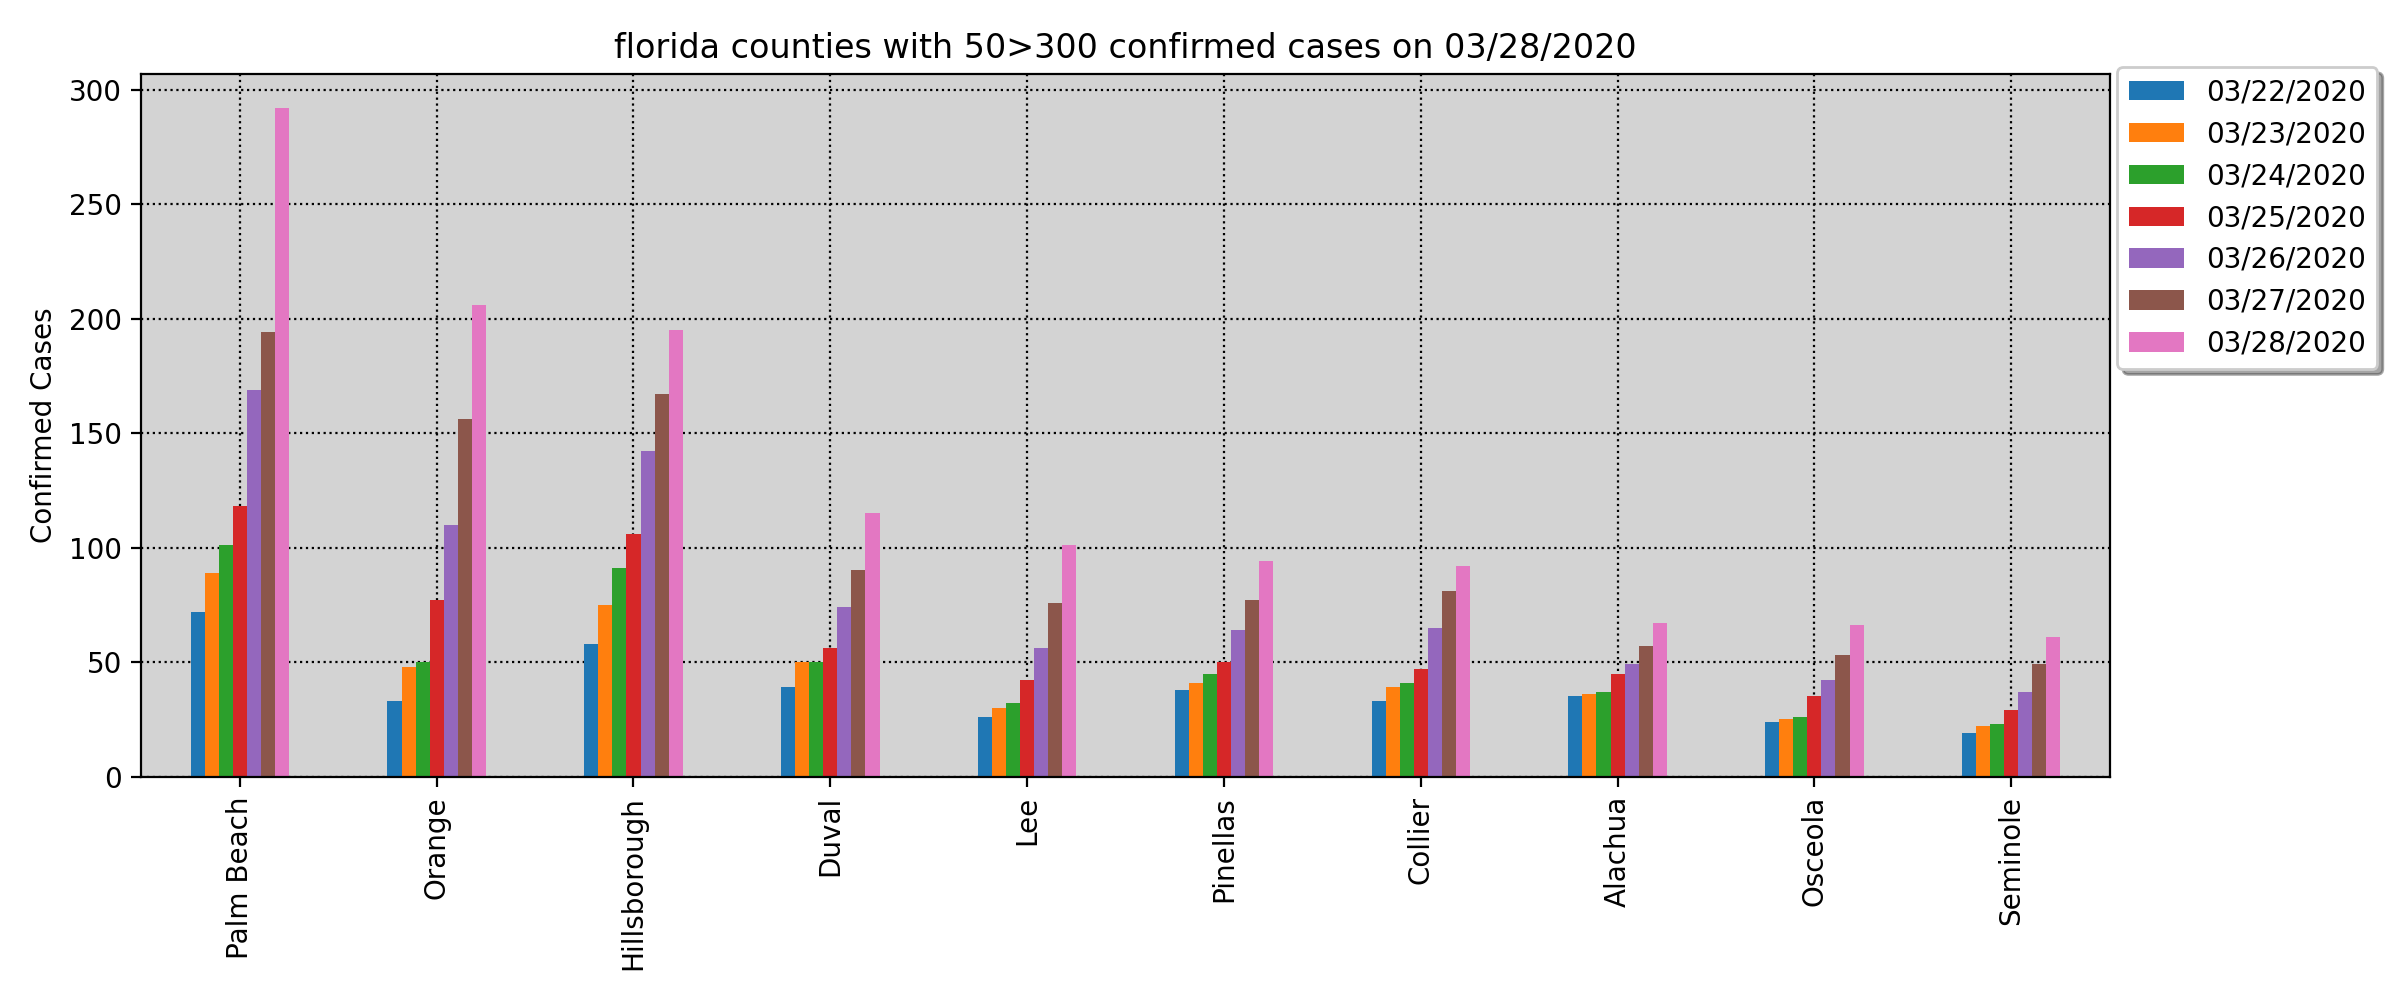 florida counties with 50>300 confirmed cases on 03/28/2020
300
250
200
150
100
50
0
Confirmed Cases
Palm Beach
Orange
Hillsborough
Duval
Lee
Pinellas
Collier
Alachua
Osceola
Seminole
03/22/2020
03/23/2020
03/24/2020
03/25/2020
03/26/2020
03/27/2020
03/28/2020